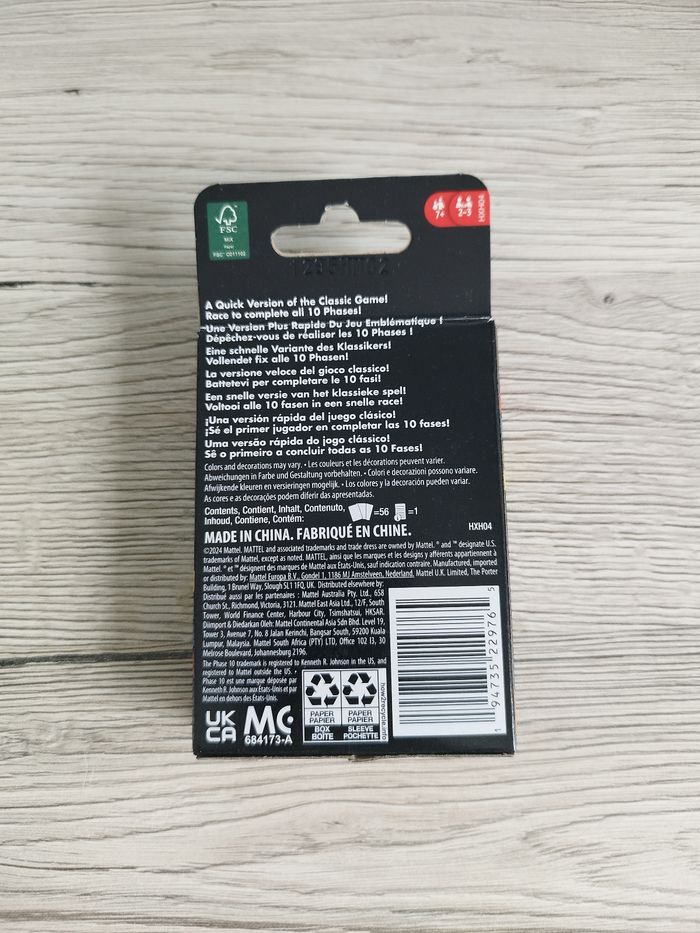 FSC
MIX
Paper
FSC® C011102
7+
2-3
HXH04
A Quick Version of the Classic Game!
Race to complete all 10 Phases!
Une Version Plus Rapide Du Jeu Emblématique !
Dépêchez-vous de réaliser les 10 Phases !
Eine schnelle Variante des Klassikers!
Vollendet fix alle 10 Phasen!
La versione veloce del gioco classico!
Battetevi per completare le 10 fasi!
Een snelle versie van het klassieke spel!
Voltooi alle 10 fasen in een snelle race!
¡Una versión rápida del juego clásico!
¡Sé el primer jugador en completar las 10 fases!
Uma versão rápida do jogo clássico!
Sê o primeiro a concluir todas as 10 Fases!
Colors and decorations may vary. • Les couleurs et les décorations peuvent varier.
Abweichungen in Farbe und Gestaltung vorbehalten. • Colori e decorazioni possono variare.
Afwijkende kleuren en versieringen mogelijk. • Los colores y la decoración pueden variar.
As cores e as decorações podem diferir das apresentadas.
Contents, Contient, Inhalt, Contenuto, =56 =1
Inhoud, Contiene, Contém:
MADE IN CHINA. FABRIQUÉ EN CHINE. HXH04
©2024 Mattel. MATTEL and associated trademarks and trade dress are owned by Mattel. ® and ™ designate U.S.
trademarks of Mattel, except as noted. MATTEL, ainsi que les marques et les designs y afférents appartiennent à
Mattel. ® et ™ désignent des marques de Mattel aux États-Unis, sauf indication contraire. Manufactured, imported
or distributed by: Mattel Europa B.V., Gondel 1, 1186 MJ Amstelveen, Nederland. Mattel U.K. Limited, The Porter
Building, 1 Brunel Way, Slough SL1 1FQ, UK. Distributed elsewhere by:
Distribué aussi par les partenaires : Mattel Australia Pty. Ltd., 658
Church St., Richmond, Victoria, 3121. Mattel East Asia Ltd., 12/F, South
Tower, World Finance Center, Harbour City, Tsimshatsui, HKSAR.
Diimport & Diedarkan Oleh: Mattel Continental Asia Sdn Bhd. Level 19,
Tower 3, Avenue 7, No. 8 Jalan Kerinchi, Bangsar South, 59200 Kuala
Lumpur, Malaysia. Mattel South Africa (PTY) LTD, Office 102 I3, 30
Melrose Boulevard, Johannesburg 2196.
The Phase 10 trademark is registered to Kenneth R. Johnson in the US, and
registered to Mattel outside the US. •
Phase 10 est une marque déposée par
Kenneth R. Johnson aux États-Unis et par
Mattel en dehors des États-Unis.
UK
CA
MC
684173-A
PAPER
PAPIER
BOX
BOÎTE
PAPER
PAPIER
SLEEVE
POCHETTE
how2recycle.info
1 94735 22976 5